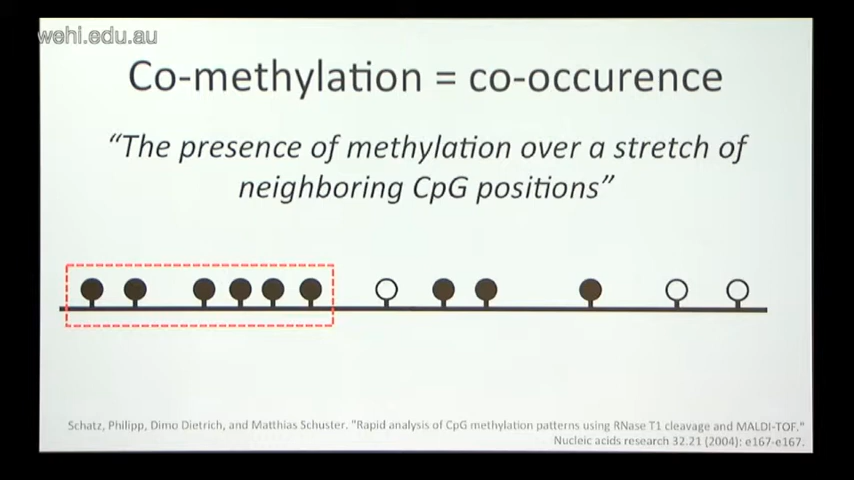 wehi.edu.au
Co-methylation = co-occurence
“The presence of methylation over a stretch of
neighboring CpG positions”
Schatz, Philipp, Dimo Dietrich, and Matthias Schuster. "Rapid analysis of CpG methylation patterns using RNase T1 cleavage and MALDI-TOF."
Nucleic acids research 32.21 (2004): e167-e167.